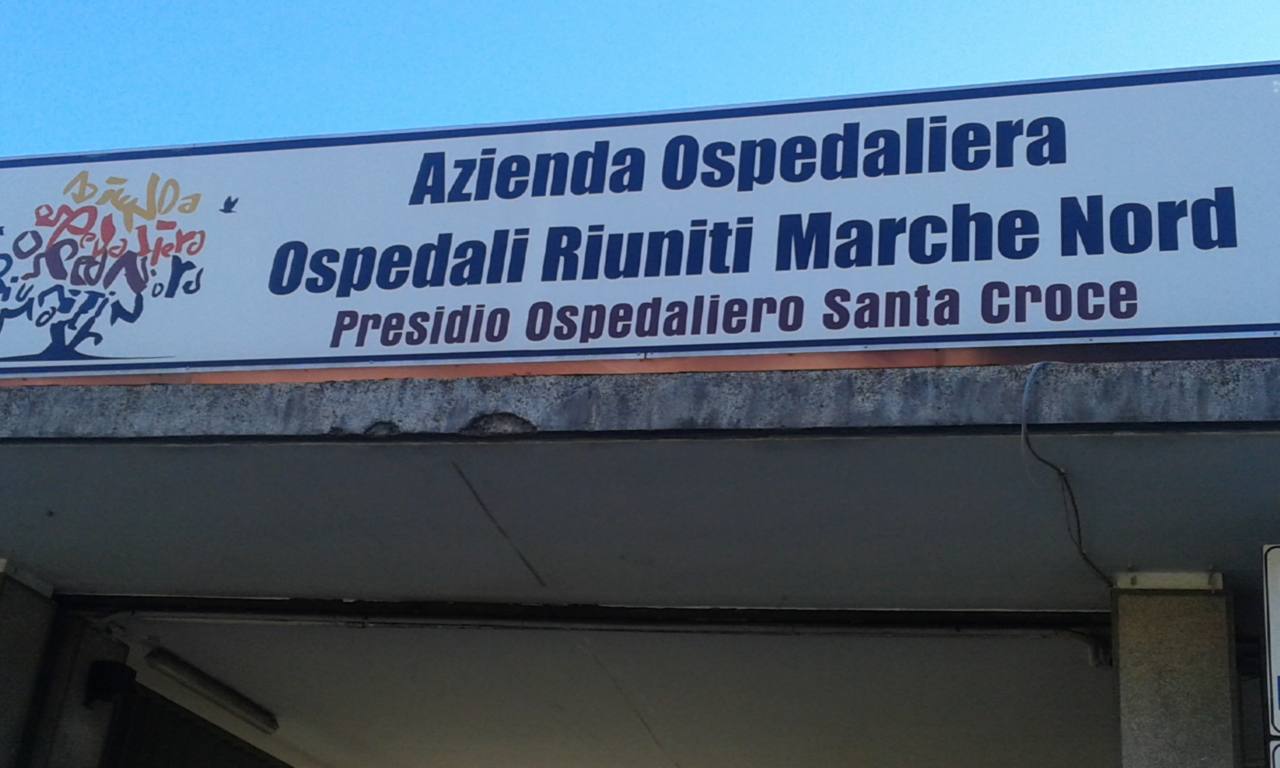 Azienda Ospedaliera
Ospedali Riuniti Marche Nord
Presidio Ospedaliero Santa Croce